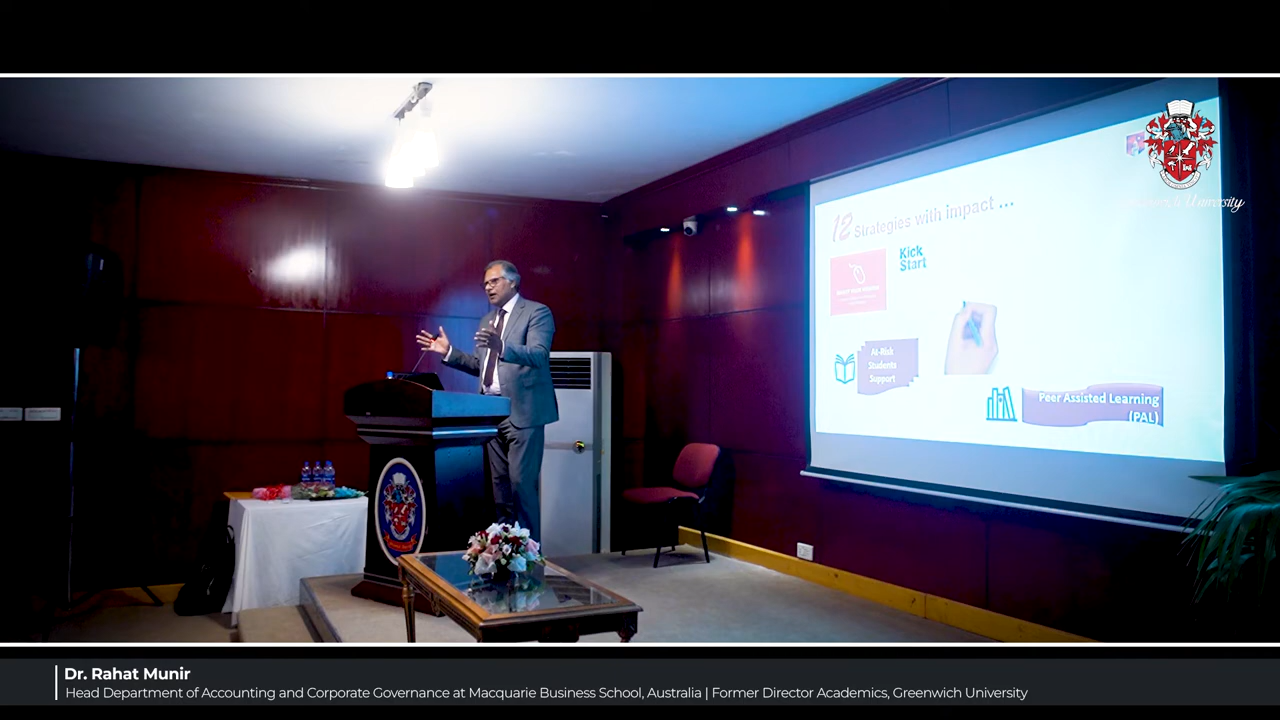 12 Strategies with impact ...
Kick
Start
At-Risk
Students
Support
Peer Assisted Learning
(PAL)
University
Dr. Rahat Munir
Head Department of Accounting and Corporate Governance at Macquarie Business School, Australia | Former Director Academics, Greenwich University